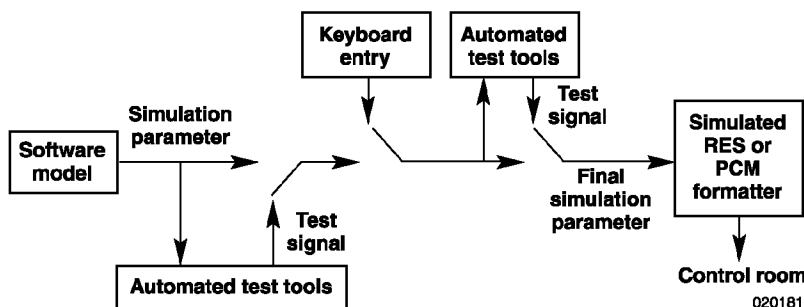 Keyboard
entry
Automated
test tools
Simulation
parameter
Test
signal
Software
model
Simulated
RES or
PCM
formatter
Final
simulation
parameter
Test
signal
Automated test tools
Control room
020181